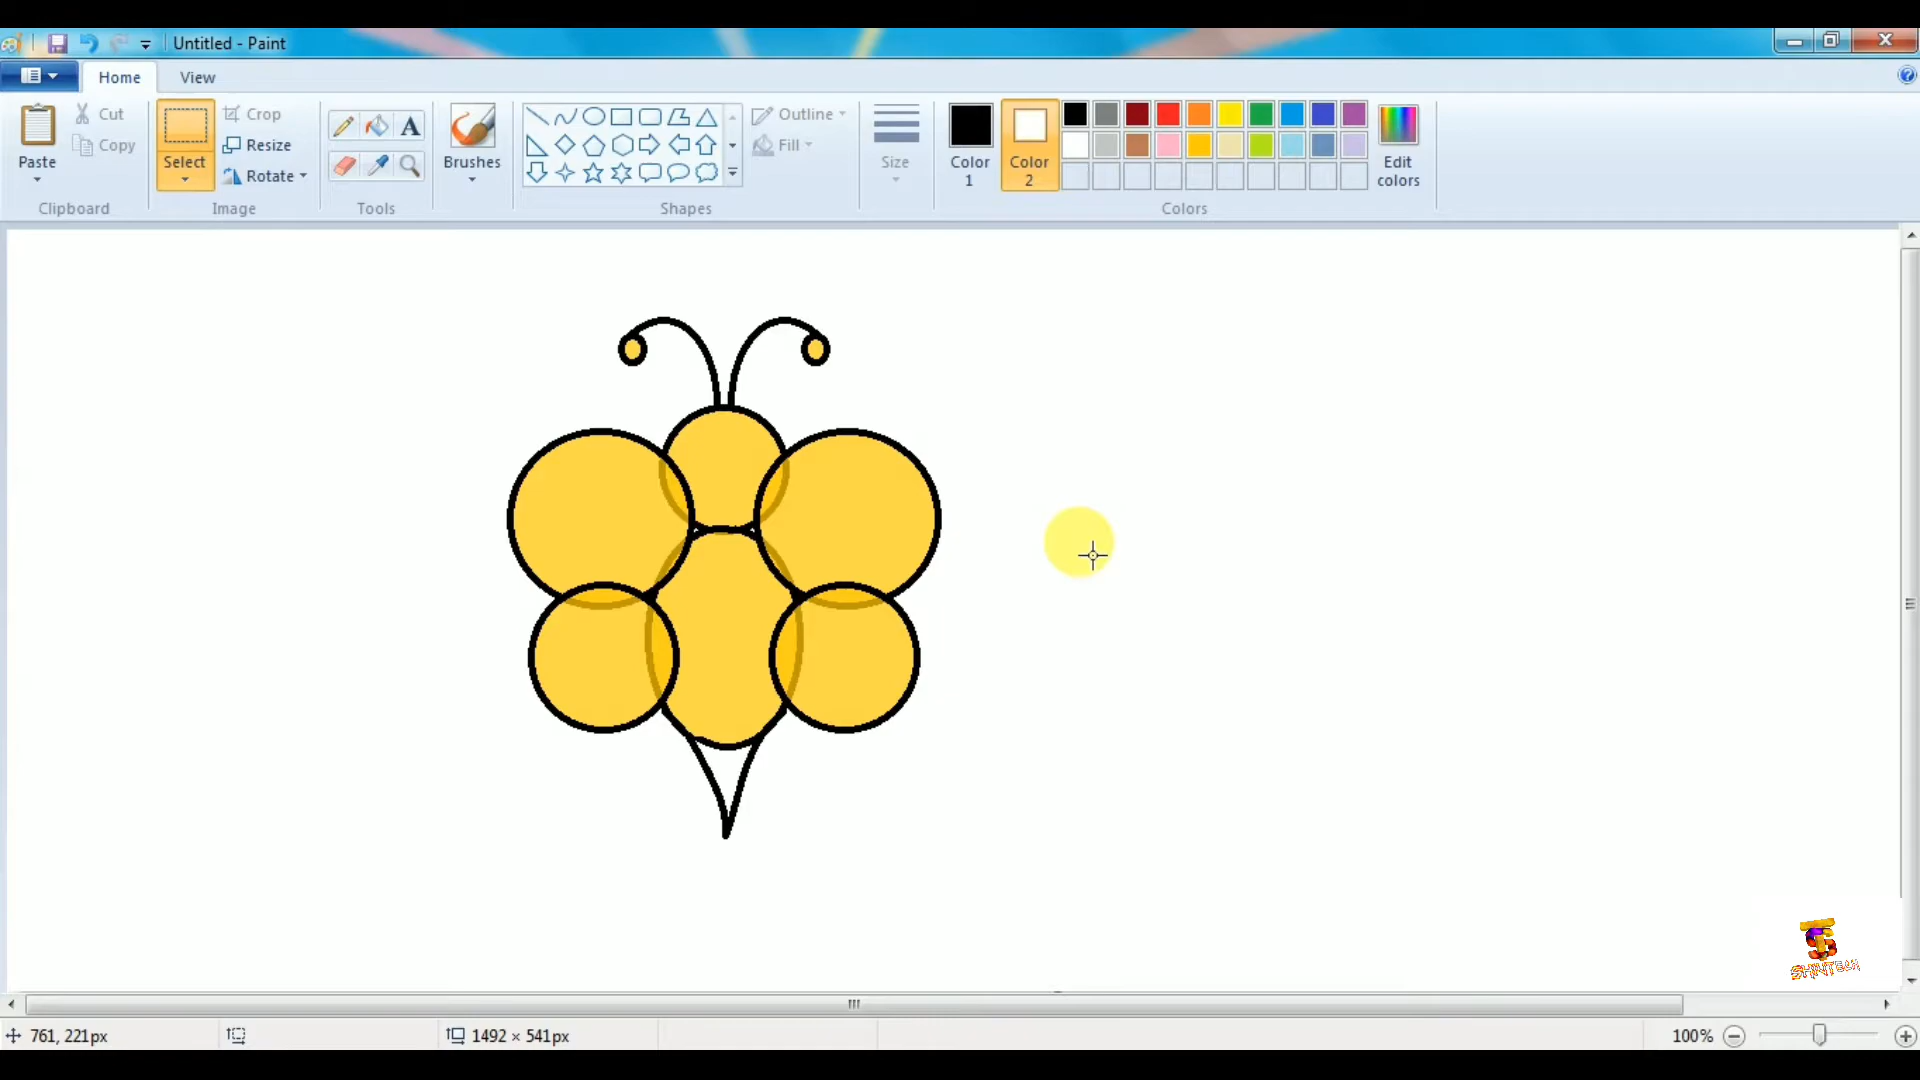 Untitled - Paint
Home View
Paste
Cut
Copy
Clipboard
Select
Crop
Resize
Rotate
Image
A
Tools
Brushes
Shapes
Outline
Fill
Size
Color 1
Color 2
Edit colors
Colors
SHINTECH
761, 221px
1492 × 541px
100%